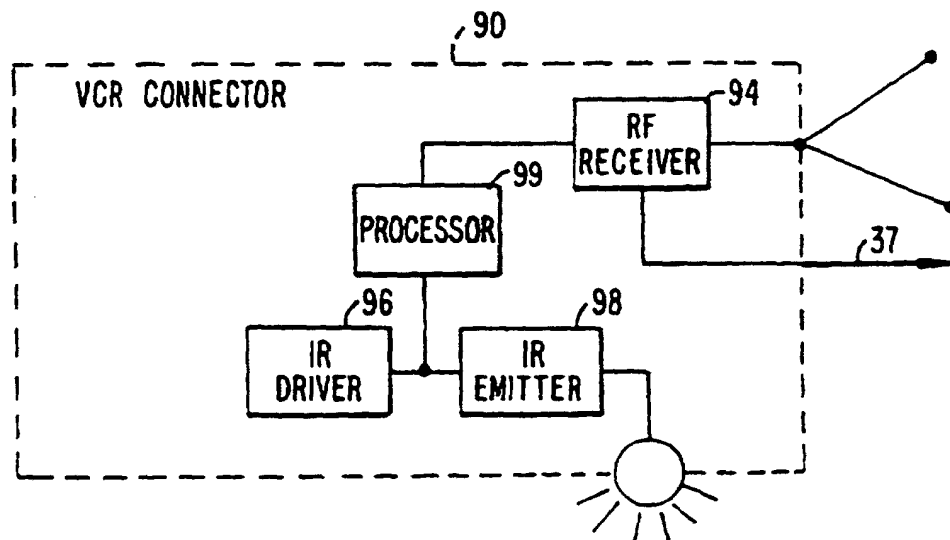 90
VCR CONNECTOR
94
RF
RECEIVER
99
PROCESSOR
37
96
IR
DRIVER
98
IR
EMITTER